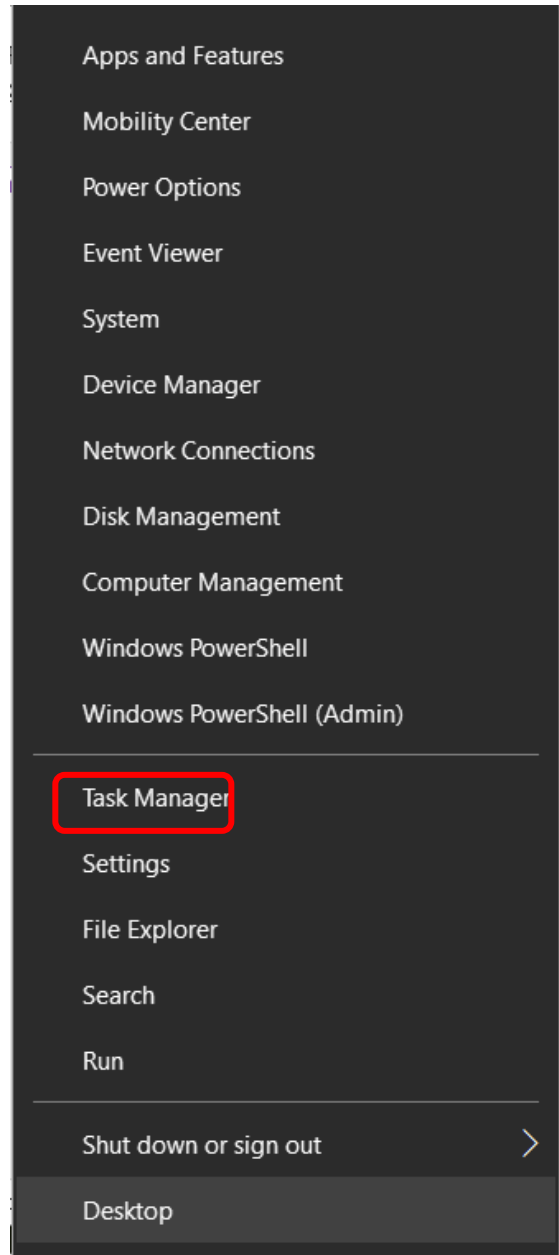 Apps and Features
Mobility Center
Power Options
Event Viewer
System
Device Manager
Network Connections
Disk Management
Computer Management
Windows PowerShell
Windows PowerShell (Admin)
Task Manager
Settings
File Explorer
Search
Run
Shut down or sign out
Desktop